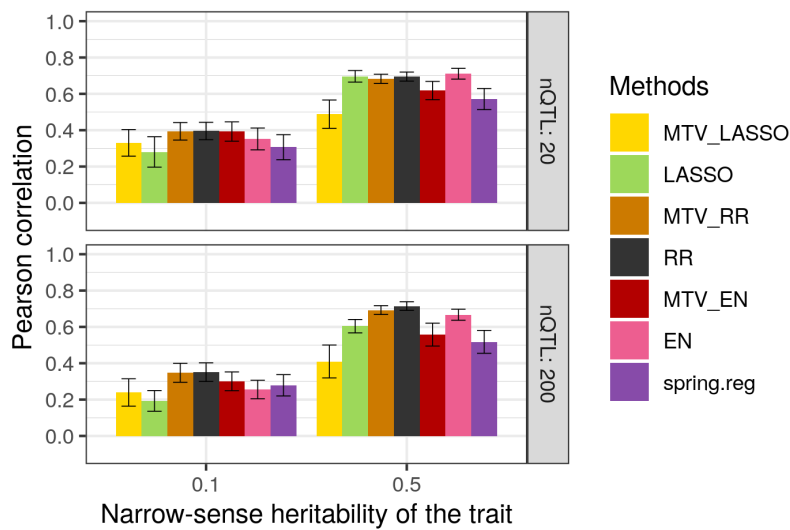 Pearson correlation
1.0
0.8
0.6
0.4
0.2
0.0
nQTL: 20
1.0
0.8
0.6
0.4
0.2
0.0
nQTL: 200
0.1
0.5
Narrow-sense heritability of the trait
Methods
MTV_LASSO
LASSO
MTV_RR
RR
MTV_EN
EN
spring.reg